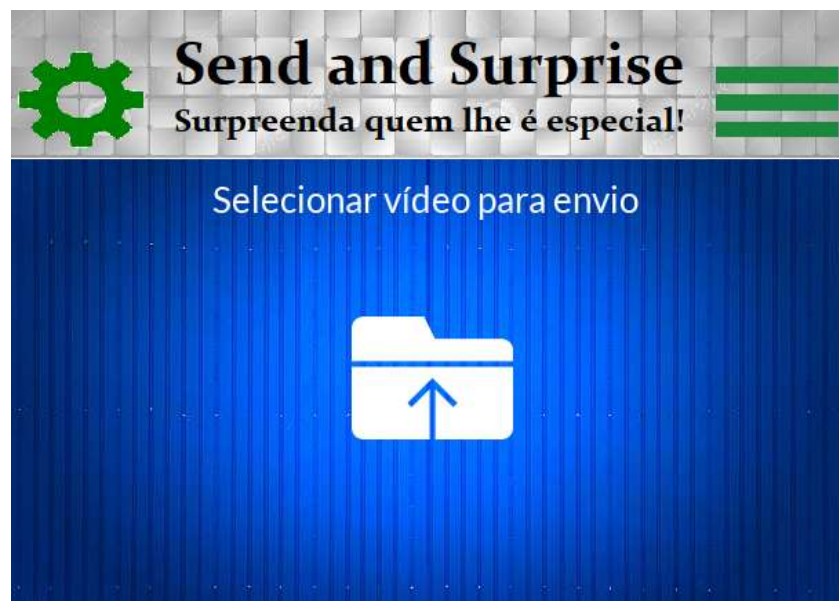 Send and Surprise
Surpreenda quem lhe é especial!
Selecionar vídeo para envio